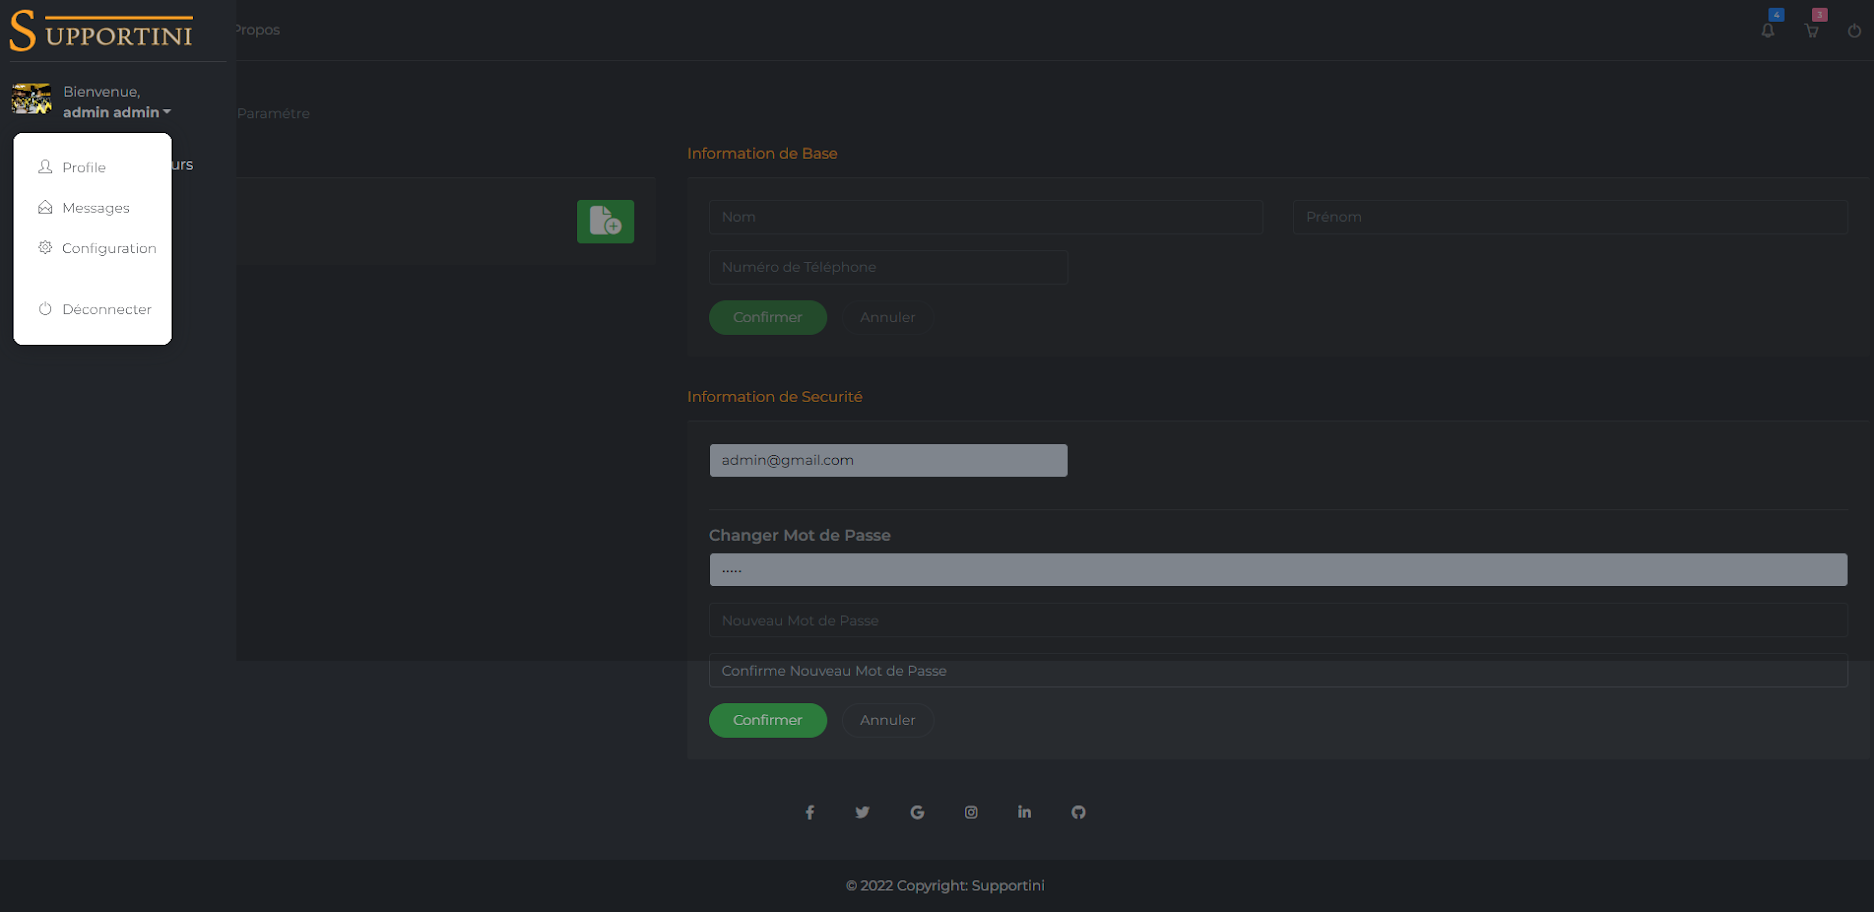 SUPPORTINI
Propos
4
3
Bienvenue,
admin admin
Paramétre
Profile
urs
Messages
Configuration
Déconnecter
Information de Base
Nom
Prénom
Numéro de Téléphone
Confirmer
Annuler
Information de Securité
admin@gmail.com
Changer Mot de Passe
.....
Nouveau Mot de Passe
Confirme Nouveau Mot de Passe
Confirmer
Annuler
© 2022 Copyright: Supportini